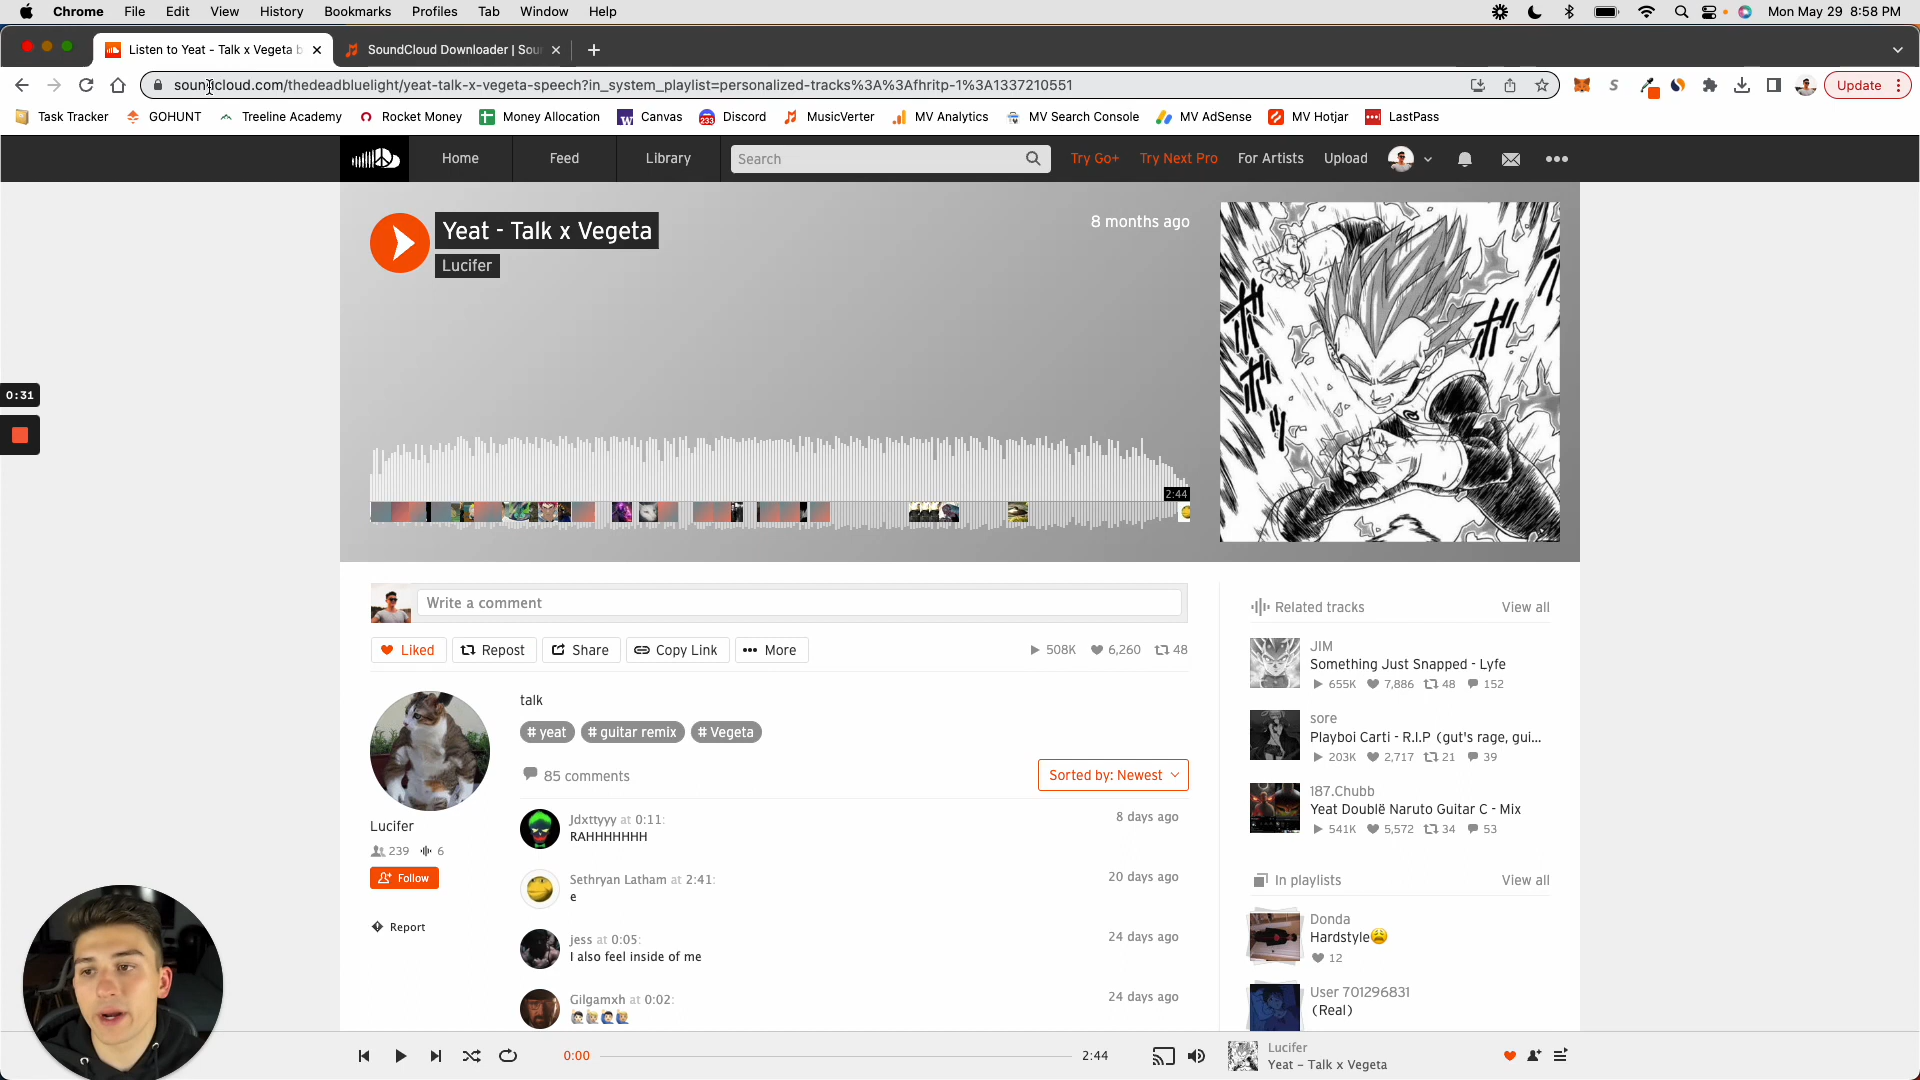 Chrome File Edit View History Bookmarks Profiles Tab Window Help Mon May 29 8:58 PM
Listen to Yeat - Talk x Vegeta b SoundCloud Downloader | Sou
soundcloud.com/thedeadbluelight/yeat-talk-x-vegeta-speech?in_system_playlist=personalized-tracks%3A%3Afhritp-1%3A1337210551 Update
Task Tracker GOHUNT Treeline Academy Rocket Money Money Allocation Canvas 233 Discord MusicVerter MV Analytics MV Search Console MV AdSense MV Hotjar LastPass
Home Feed Library Search Try Go+ Try Next Pro For Artists Upload
Yeat - Talk x Vegeta
8 months ago
Lucifer
0:31
2:44
Write a comment
Liked Repost Share Copy Link More 508K 6,260 48
talk
# yeat # guitar remix # Vegeta
85 comments
Sorted by: Newest
Lucifer
239 6
Follow
Report
Jdxttyyy at 0:11: 8 days ago
RAHHHHHHH
Sethryan Latham at 2:41: 20 days ago
e
jess at 0:05: 24 days ago
I also feel inside of me
Gilgamxh at 0:02: 24 days ago
🙋🏻🙋🏼🙋🏻‍♂️🙋🏼‍♂️
Related tracks View all
JIM
Something Just Snapped - Lyfe
655K 7,886 48 152
sore
Playboi Carti - R.I.P (gut's rage, gui...
203K 2,717 21 39
187.Chubb
Yeat Doublë Naruto Guitar C - Mix
541K 5,572 34 53
In playlists View all
Donda
Hardstyle😩
12
User 701296831
(Real)
0:00 2:44
Lucifer
Yeat - Talk x Vegeta